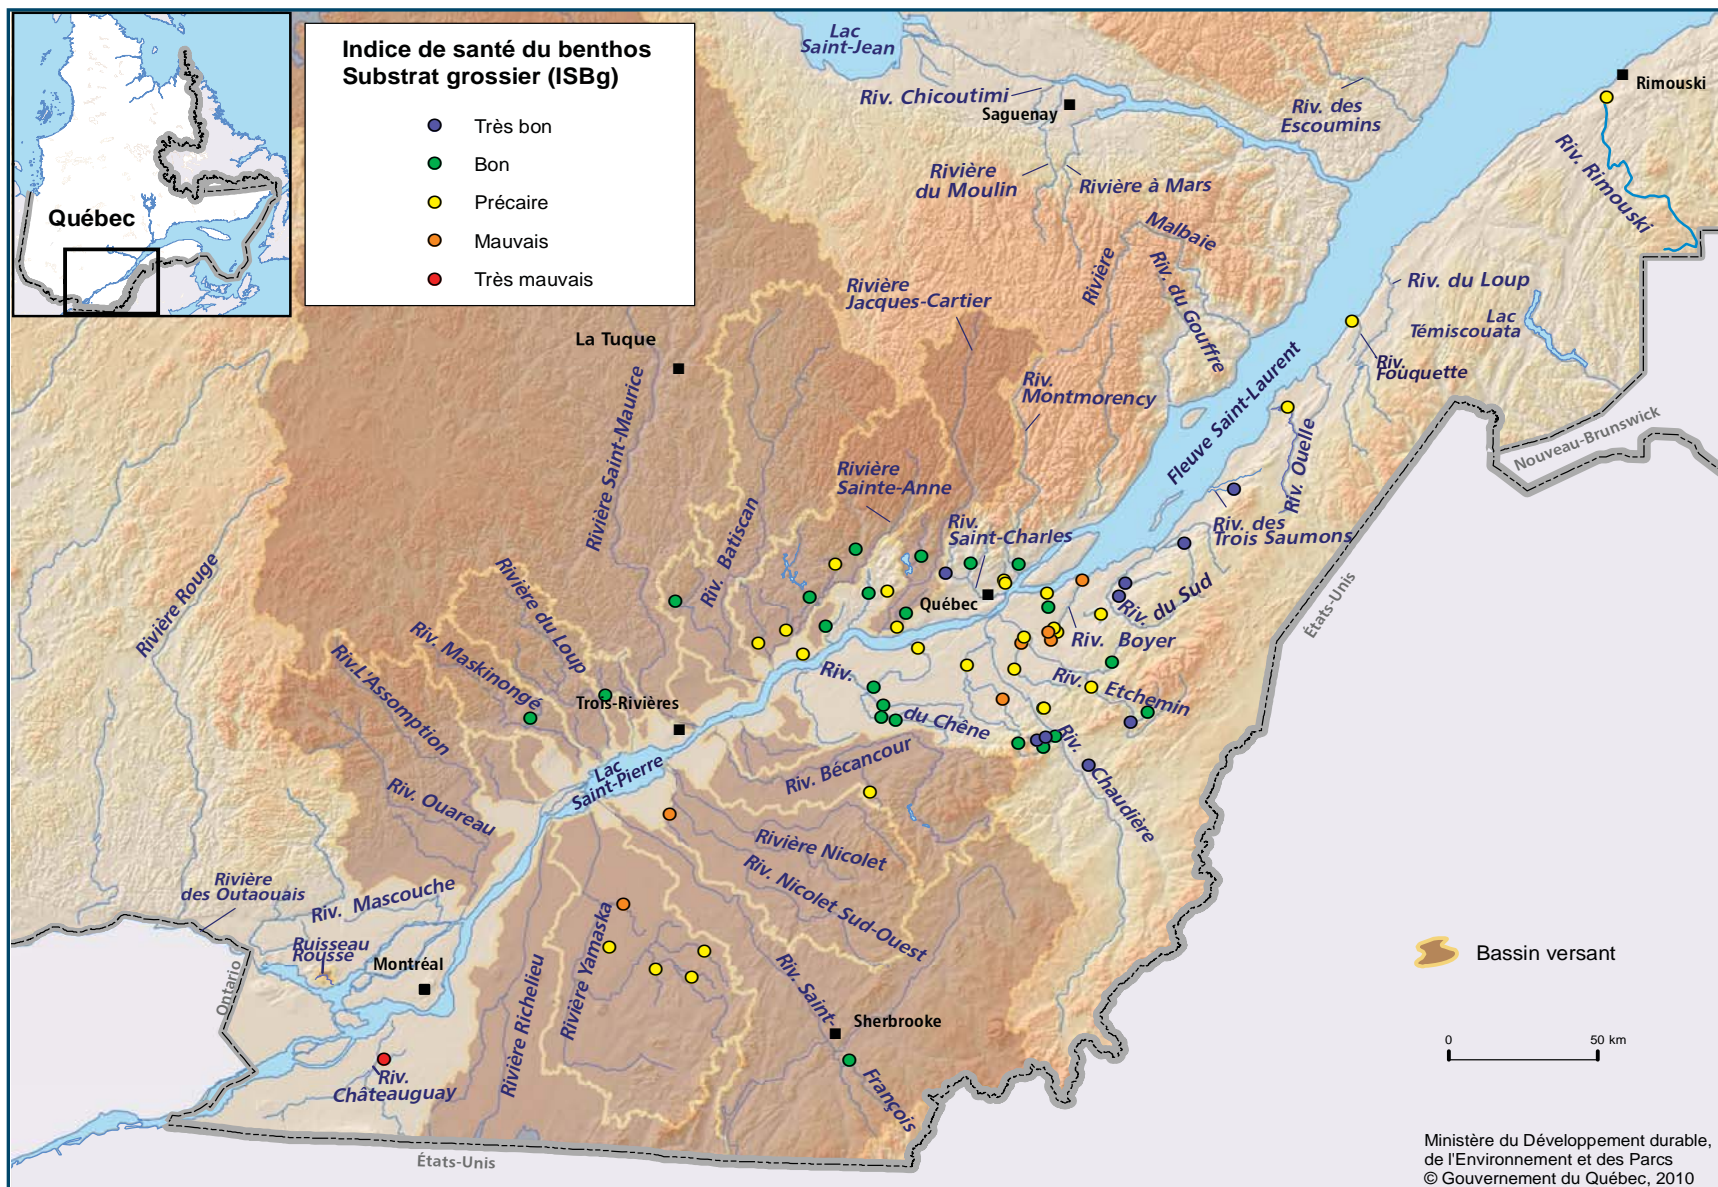 Indice de santé du benthos
Substrat grossier (ISBg)
Très bon
Bon
Précaire
Mauvais
Très mauvais
Québec
Lac
Saint-Jean
Riv. Chicoutimi
Saguenay
Riv. des
Escoumins
Rimouski
Riv. Rimouski
Rivière
du Moulin
Rivière à Mars
Rivière
Malbaie
Riv. du Gouffre
Rivière
Jacques-Cartier
Riv. du Loup
Lac
Témiscouata
Riv.
Fouquette
La Tuque
Rivière Saint-Maurice
Riv.
Montmorency
Fleuve Saint-Laurent
Nouveau-Brunswick
Riv. Ouelle
Rivière
Sainte-Anne
Riv. Batiscan
Riv.
Saint-Charles
Riv. des
Trois Saumons
États-Unis
Rivière Rouge
Québec
Riv. du Sud
Riv. Boyer
Rivière du Loup
Riv. Maskinongé
Riv.L'Assomption
Trois-Rivières
Riv.
du Chêne
Riv. Etchemin
Riv.
Chaudière
Lac
Saint-Pierre
Riv. Bécancour
Riv. Ouareau
Rivière Nicolet
Riv. Nicolet Sud-Ouest
Rivière
des Outaouais
Riv. Mascouche
Ruisseau
Rousse
Montréal
Ontario
Rivière Yamaska
Rivière Richelieu
Riv. Saint-
François
Sherbrooke
Riv.
Châteauguay
États-Unis
Bassin versant
0 50 km
Ministère du Développement durable,
de l'Environnement et des Parcs
© Gouvernement du Québec, 2010